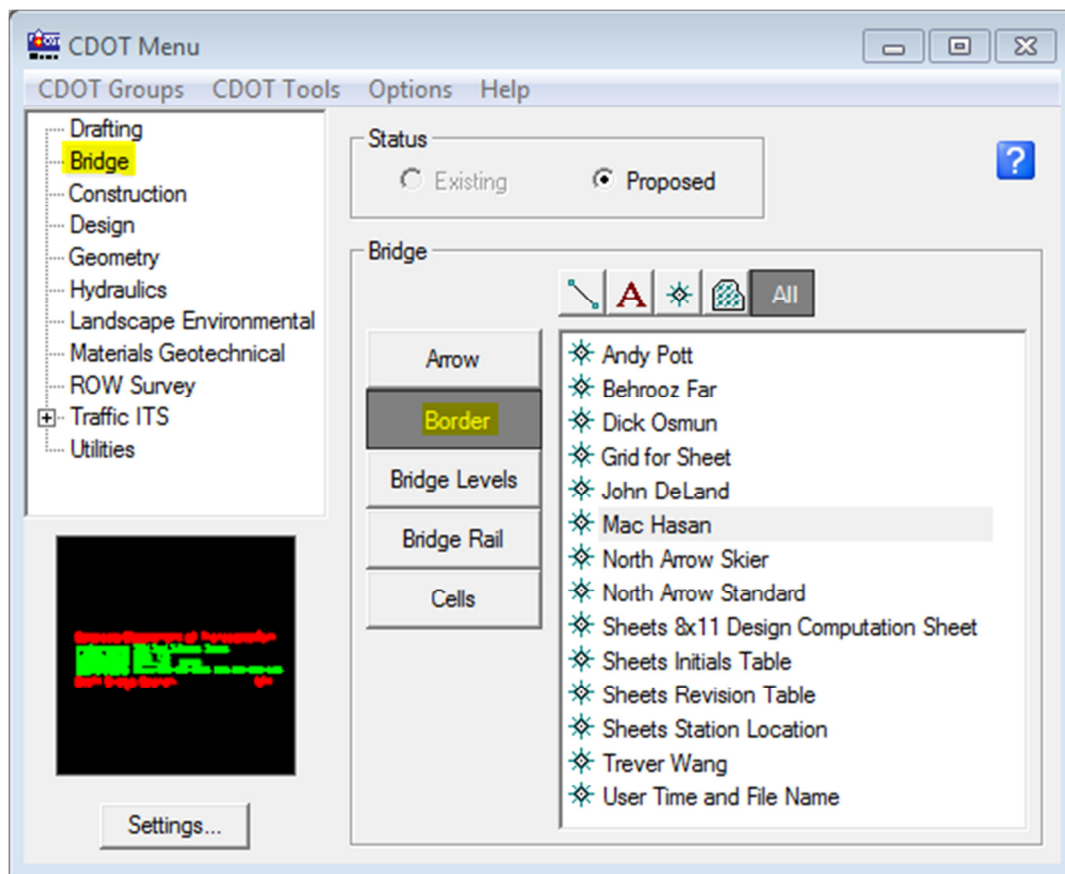 CDOT Menu
CDOT Groups CDOT Tools Options Help
Drafting
Bridge
Construction
Design
Geometry
Hydraulics
Landscape Environmental
Materials Geotechnical
ROW Survey
Traffic ITS
Utilities
Settings...
Status
Existing Proposed
?
Bridge
A All
Arrow
Border
Bridge Levels
Bridge Rail
Cells
Andy Pott
Behrooz Far
Dick Osmun
Grid for Sheet
John DeLand
Mac Hasan
North Arrow Skier
North Arrow Standard
Sheets 8x11 Design Computation Sheet
Sheets Initials Table
Sheets Revision Table
Sheets Station Location
Trever Wang
User Time and File Name